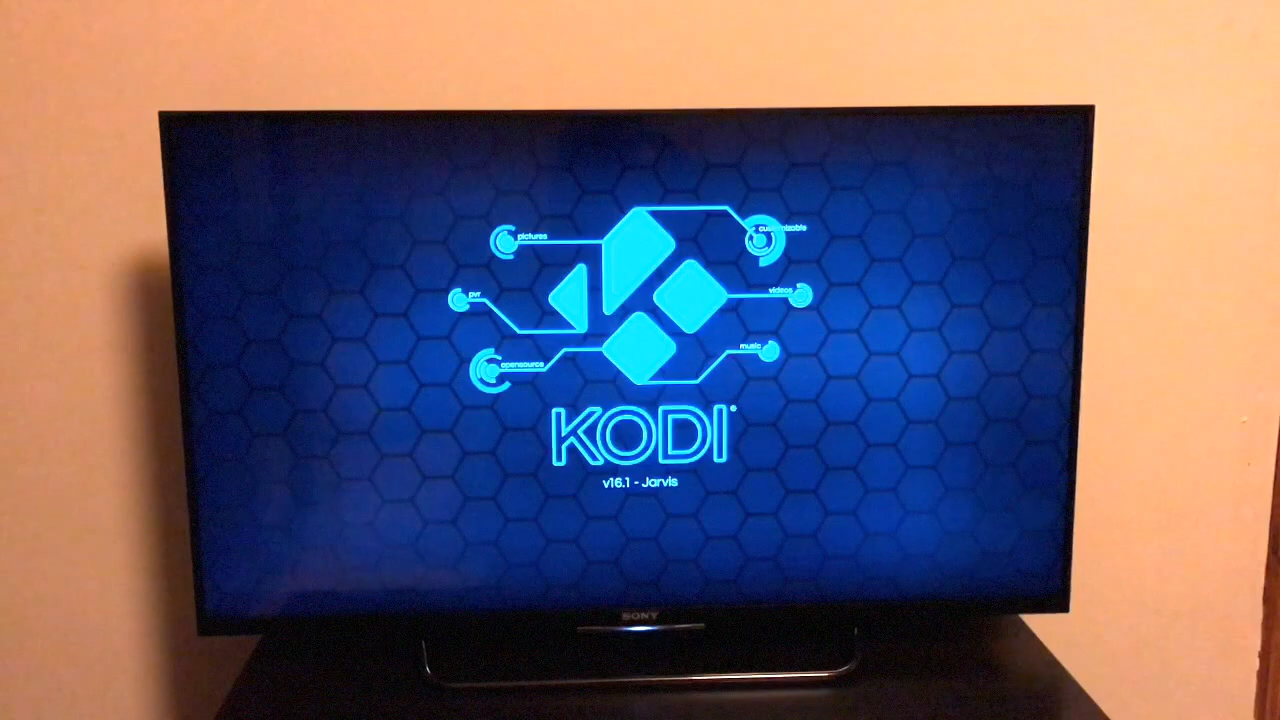 pictures
customizable
pvr
videos
music
opensource
KODI
v16.1 - Jarvis
SONY